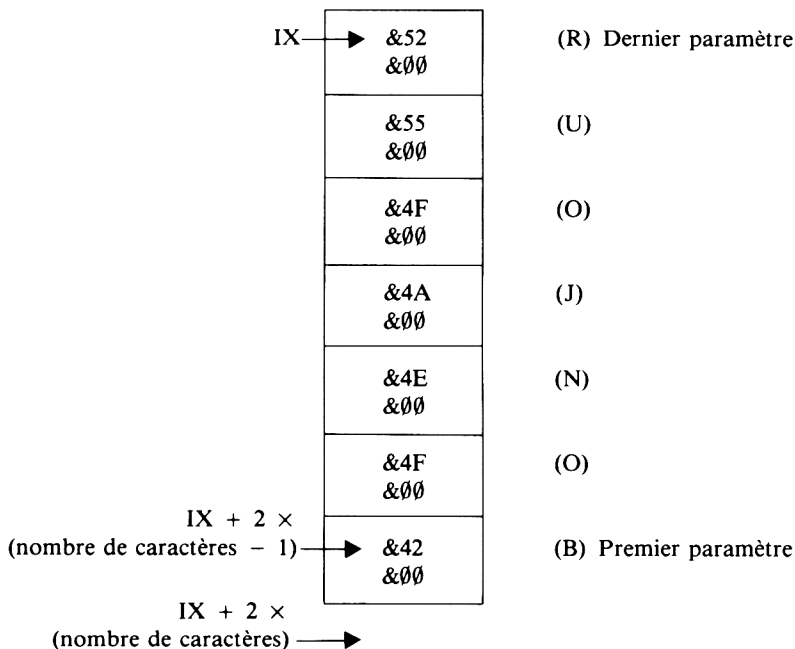 IX &52 (R) Dernier paramètre
&ØØ
&55 (U)
&ØØ
&4F (O)
&ØØ
&4A (J)
&ØØ
&4E (N)
&ØØ
&4F (O)
&ØØ
IX + 2 ×
(nombre de caractères − 1) &42 (B) Premier paramètre
&ØØ
IX + 2 ×
(nombre de caractères)